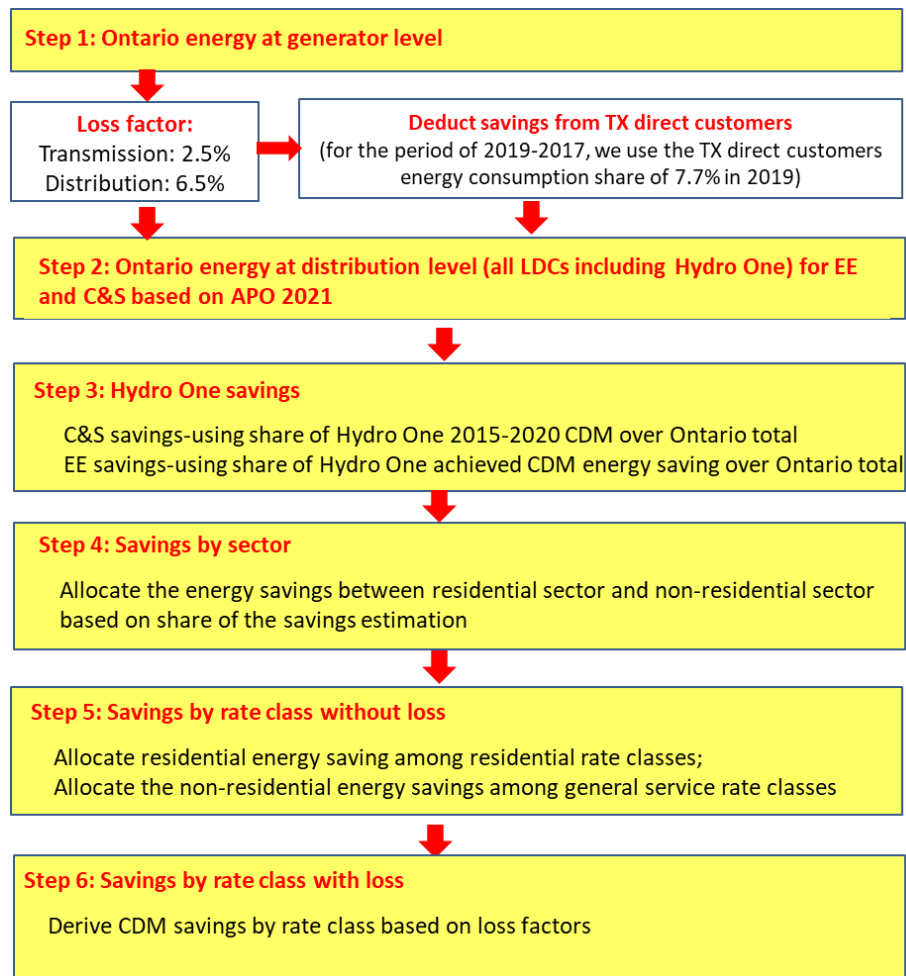 Step 1: Ontario energy at generator level
Loss factor:
Transmission: 2.5%
Distribution: 6.5%
Deduct savings from TX direct customers
(for the period of 2019-2017, we use the TX direct customers
energy consumption share of 7.7% in 2019)
Step 2: Ontario energy at distribution level (all LDCs including Hydro One) for EE
and C&S based on APO 2021
Step 3: Hydro One savings
C&S savings-using share of Hydro One 2015-2020 CDM over Ontario total
EE savings-using share of Hydro One achieved CDM energy saving over Ontario total
Step 4: Savings by sector
Allocate the energy savings between residential sector and non-residential sector
based on share of the savings estimation
Step 5: Savings by rate class without loss
Allocate residential energy saving among residential rate classes;
Allocate the non-residential energy savings among general service rate classes
Step 6: Savings by rate class with loss
Derive CDM savings by rate class based on loss factors